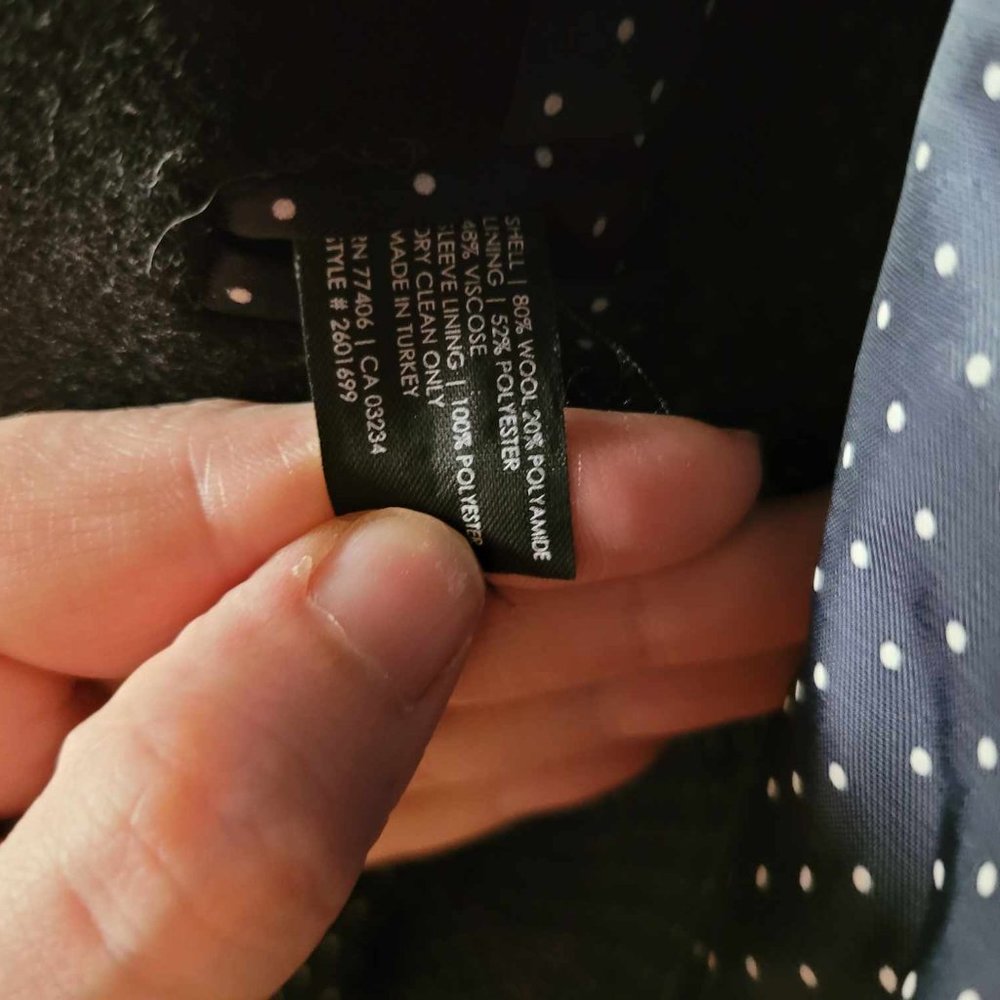 SHELL | 80% WOOL 20% POLYAMIDE
LINING | 52% POLYESTER
48% VISCOSE
SLEEVE LINING | 100% POLYESTER
DRY CLEAN ONLY
MADE IN TURKEY
RN 77406 | CA 03234
STYLE # 2601699